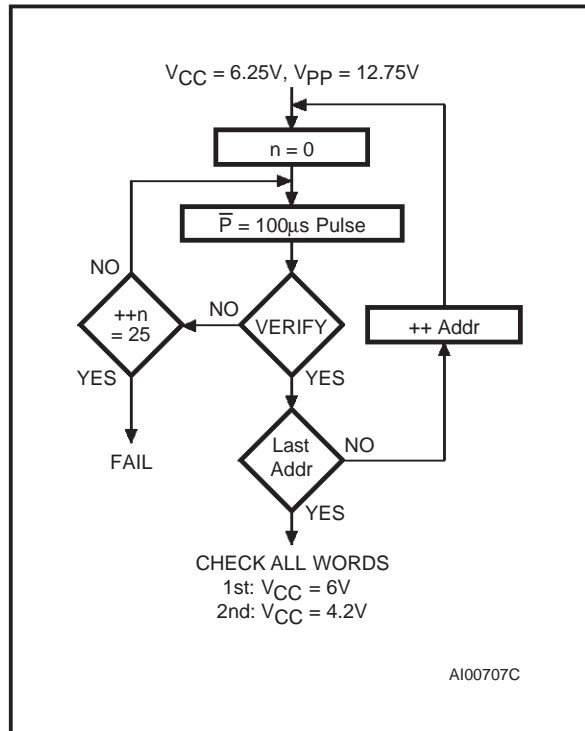 VCC = 6.25V, VPP = 12.75V
n = 0
P̅ = 100μs Pulse
NO
++n
= 25
NO
VERIFY
++ Addr
YES
YES
FAIL
Last
Addr
NO
YES
CHECK ALL WORDS
1st: VCC = 6V
2nd: VCC = 4.2V
AI00707C